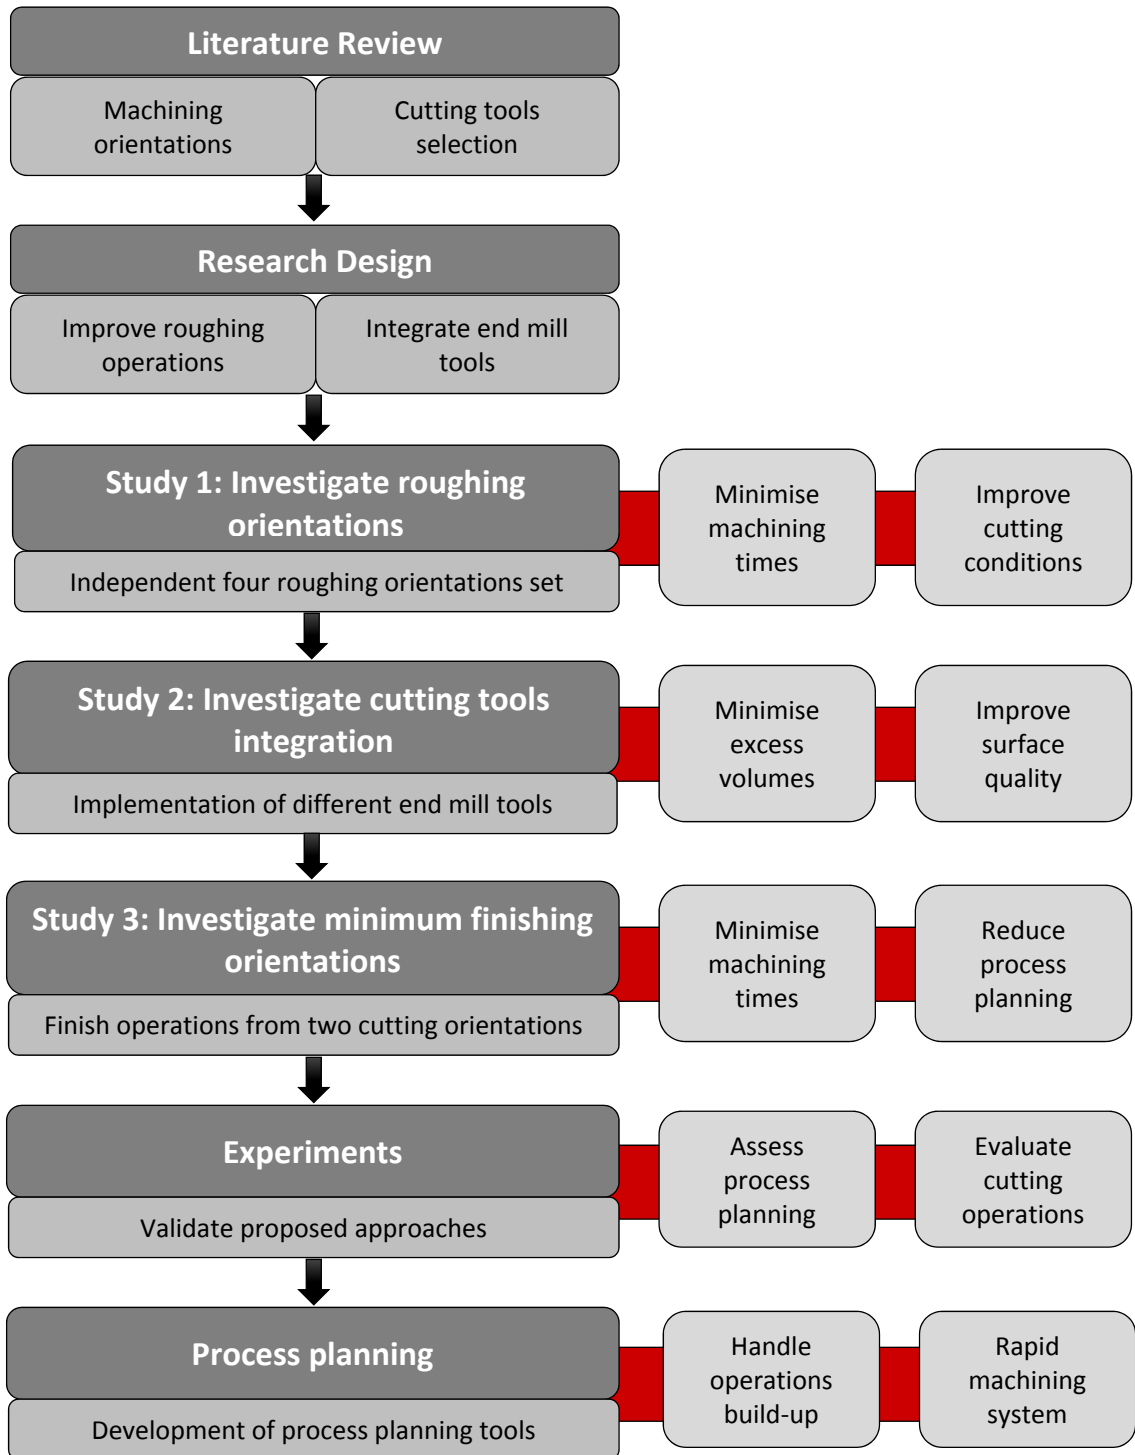 Literature Review
Machining
orientations
Cutting tools
selection
Research Design
Improve roughing
operations
Integrate end mill
tools
Study 1: Investigate roughing
orientations
Independent four roughing orientations set
Minimise
machining
times
Improve
cutting
conditions
Study 2: Investigate cutting tools
integration
Implementation of different end mill tools
Minimise
excess
volumes
Improve
surface
quality
Study 3: Investigate minimum finishing
orientations
Finish operations from two cutting orientations
Minimise
machining
times
Reduce
process
planning
Experiments
Validate proposed approaches
Assess
process
planning
Evaluate
cutting
operations
Process planning
Development of process planning tools
Handle
operations
build-up
Rapid
machining
system